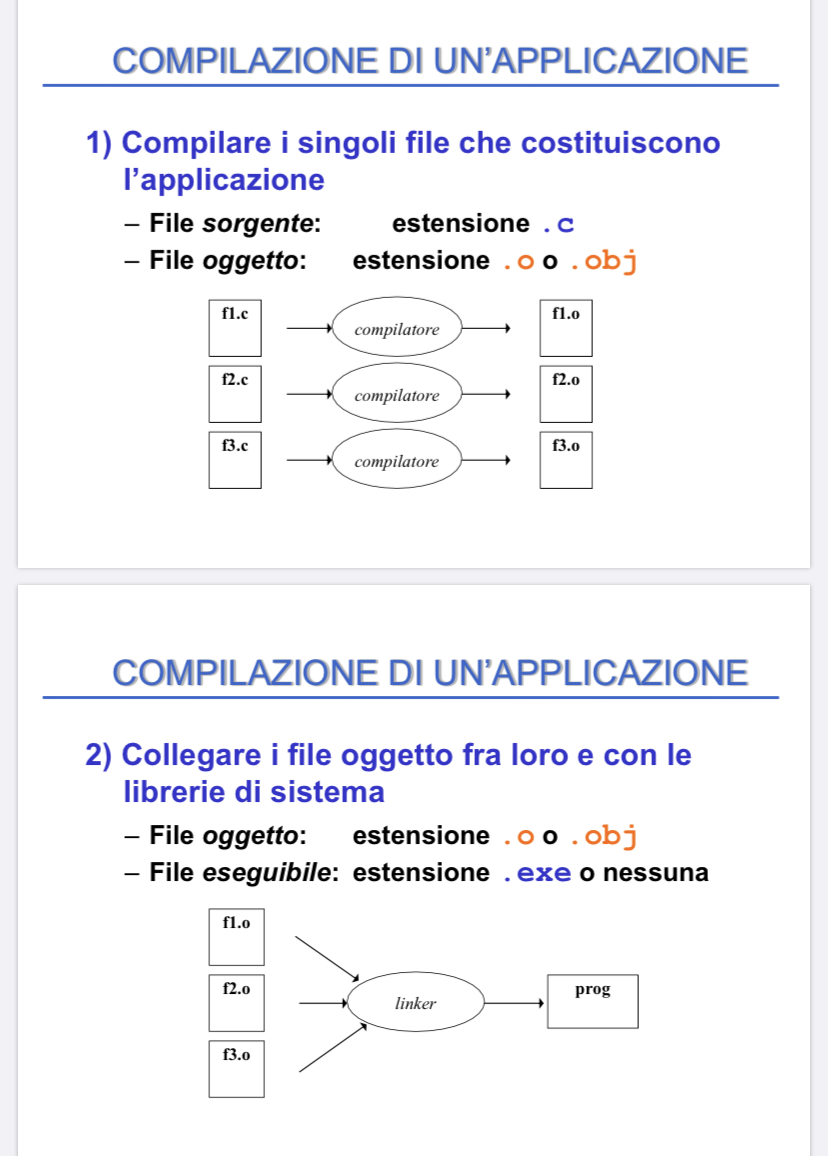 COMPILAZIONE DI UN’APPLICAZIONE
1) Compilare i singoli file che costituiscono
l’applicazione
– File sorgente: estensione .c
– File oggetto: estensione .o o .obj
f1.c compilatore f1.o
f2.c compilatore f2.o
f3.c compilatore f3.o
COMPILAZIONE DI UN’APPLICAZIONE
2) Collegare i file oggetto fra loro e con le
librerie di sistema
– File oggetto: estensione .o o .obj
– File eseguibile: estensione .exe o nessuna
f1.o
f2.o linker prog
f3.o